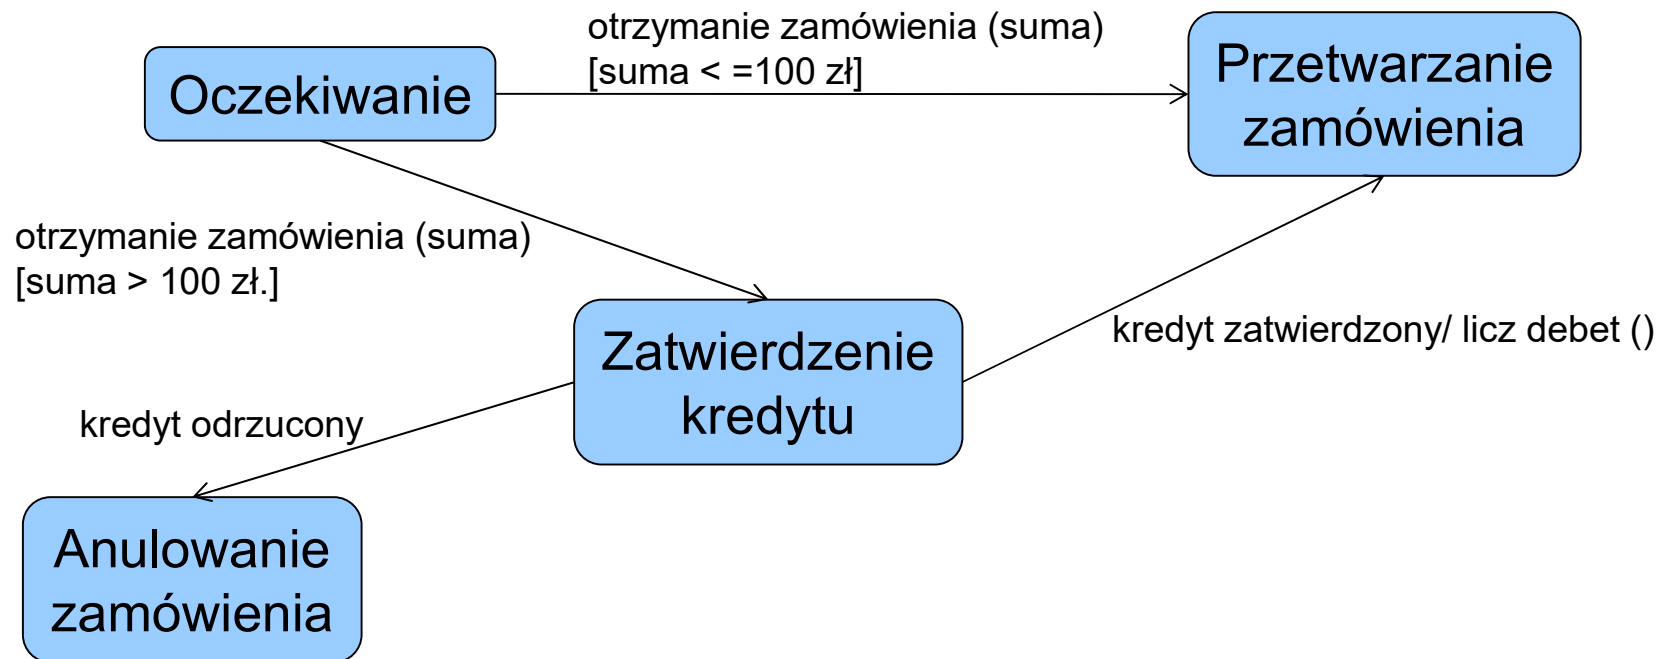 otrzymanie zamówienia (suma)
[suma < =100 zł]
Oczekiwanie
Przetwarzanie
zamówienia
otrzymanie zamówienia (suma)
[suma > 100 zł.]
Zatwierdzenie
kredytu
kredyt zatwierdzony/ licz debet ()
kredyt odrzucony
Anulowanie
zamówienia